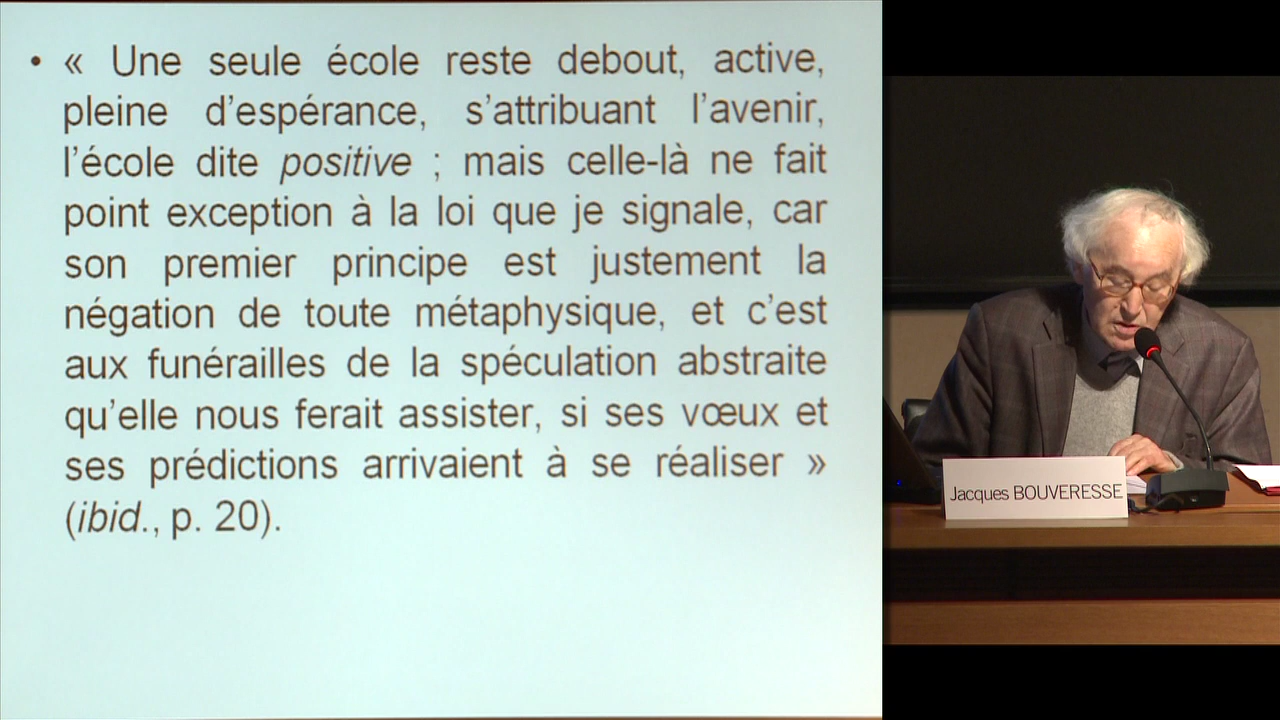 • « Une seule école reste debout, active,
pleine d’espérance, s’attribuant l’avenir,
l’école dite positive ; mais celle-là ne fait
point exception à la loi que je signale, car
son premier principe est justement la
négation de toute métaphysique, et c’est
aux funérailles de la spéculation abstraite
qu’elle nous ferait assister, si ses vœux et
ses prédictions arrivaient à se réaliser »
(ibid., p. 20).
Jacques BOUVERESSE